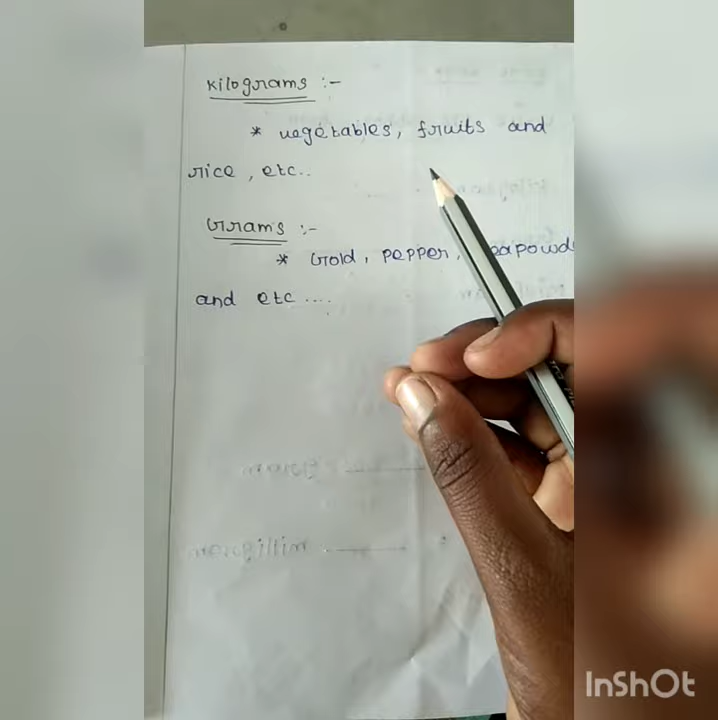 Kilograms :-
* vegetables, fruits and
rice, etc..
Grams :-
* Gold, pepper,
and etc ....
InShOt